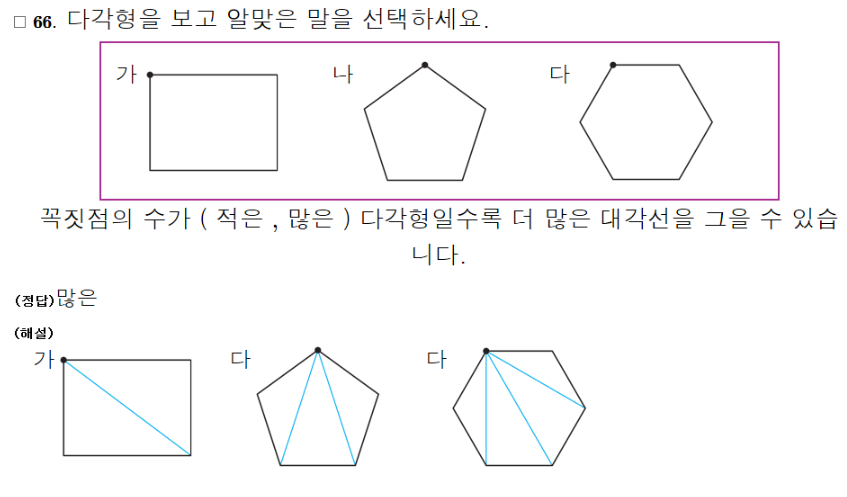 □ 66. 다각형을 보고 알맞은 말을 선택하세요.
가 나 다
꼭짓점의 수가 ( 적은 , 많은 ) 다각형일수록 더 많은 대각선을 그을 수 있습
니다.
(정답)많은
(해설)
가 다 다